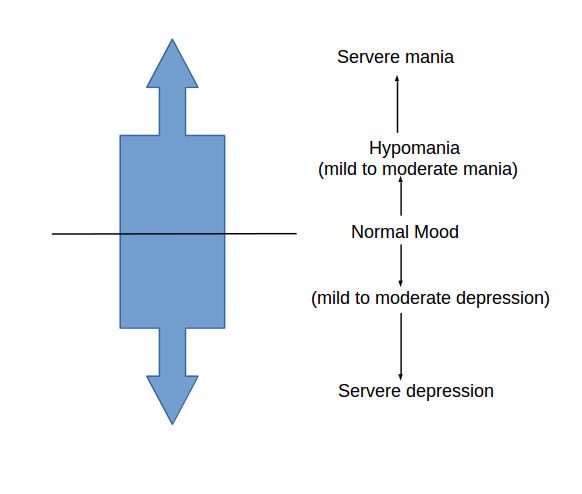 Servere mania
Hypomania
(mild to moderate mania)
Normal Mood
(mild to moderate depression)
Servere depression